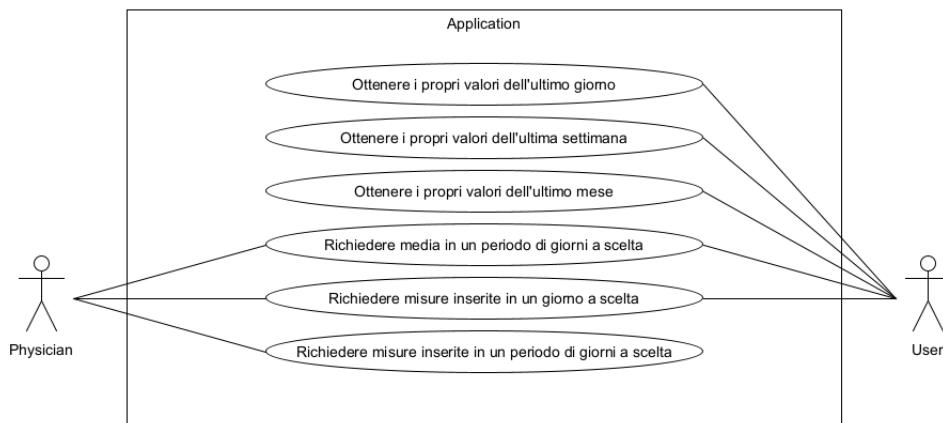 Application
Ottenere i propri valori dell'ultimo giorno
Ottenere i propri valori dell'ultima settimana
Ottenere i propri valori dell'ultimo mese
Richiedere media in un periodo di giorni a scelta
Richiedere misure inserite in un giorno a scelta
Richiedere misure inserite in un periodo di giorni a scelta
Physician
User